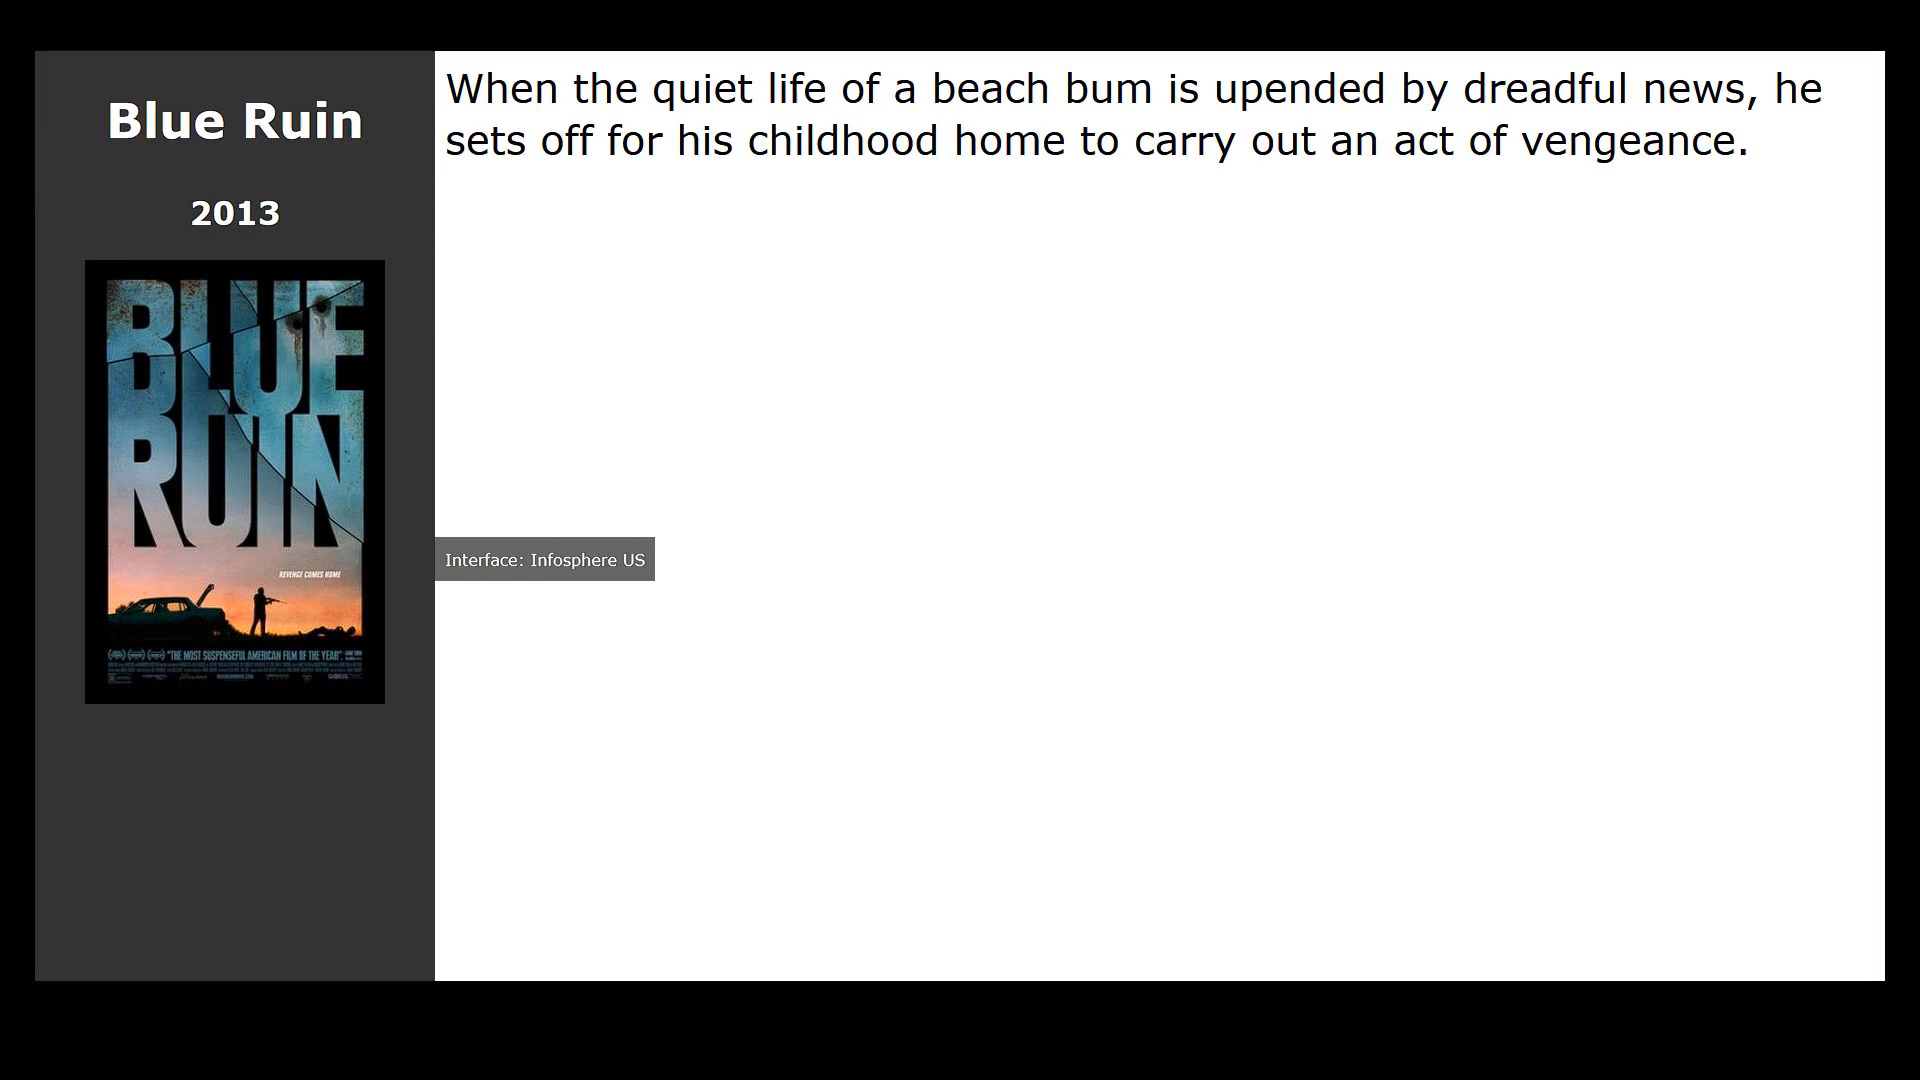 Blue Ruin
2013
BLUE
RUIN
REVENGE COMES HOME
"THE MOST SUSPENSEFUL AMERICAN FILM OF THE YEAR"
When the quiet life of a beach bum is upended by dreadful news, he
sets off for his childhood home to carry out an act of vengeance.
Interface: Infosphere US